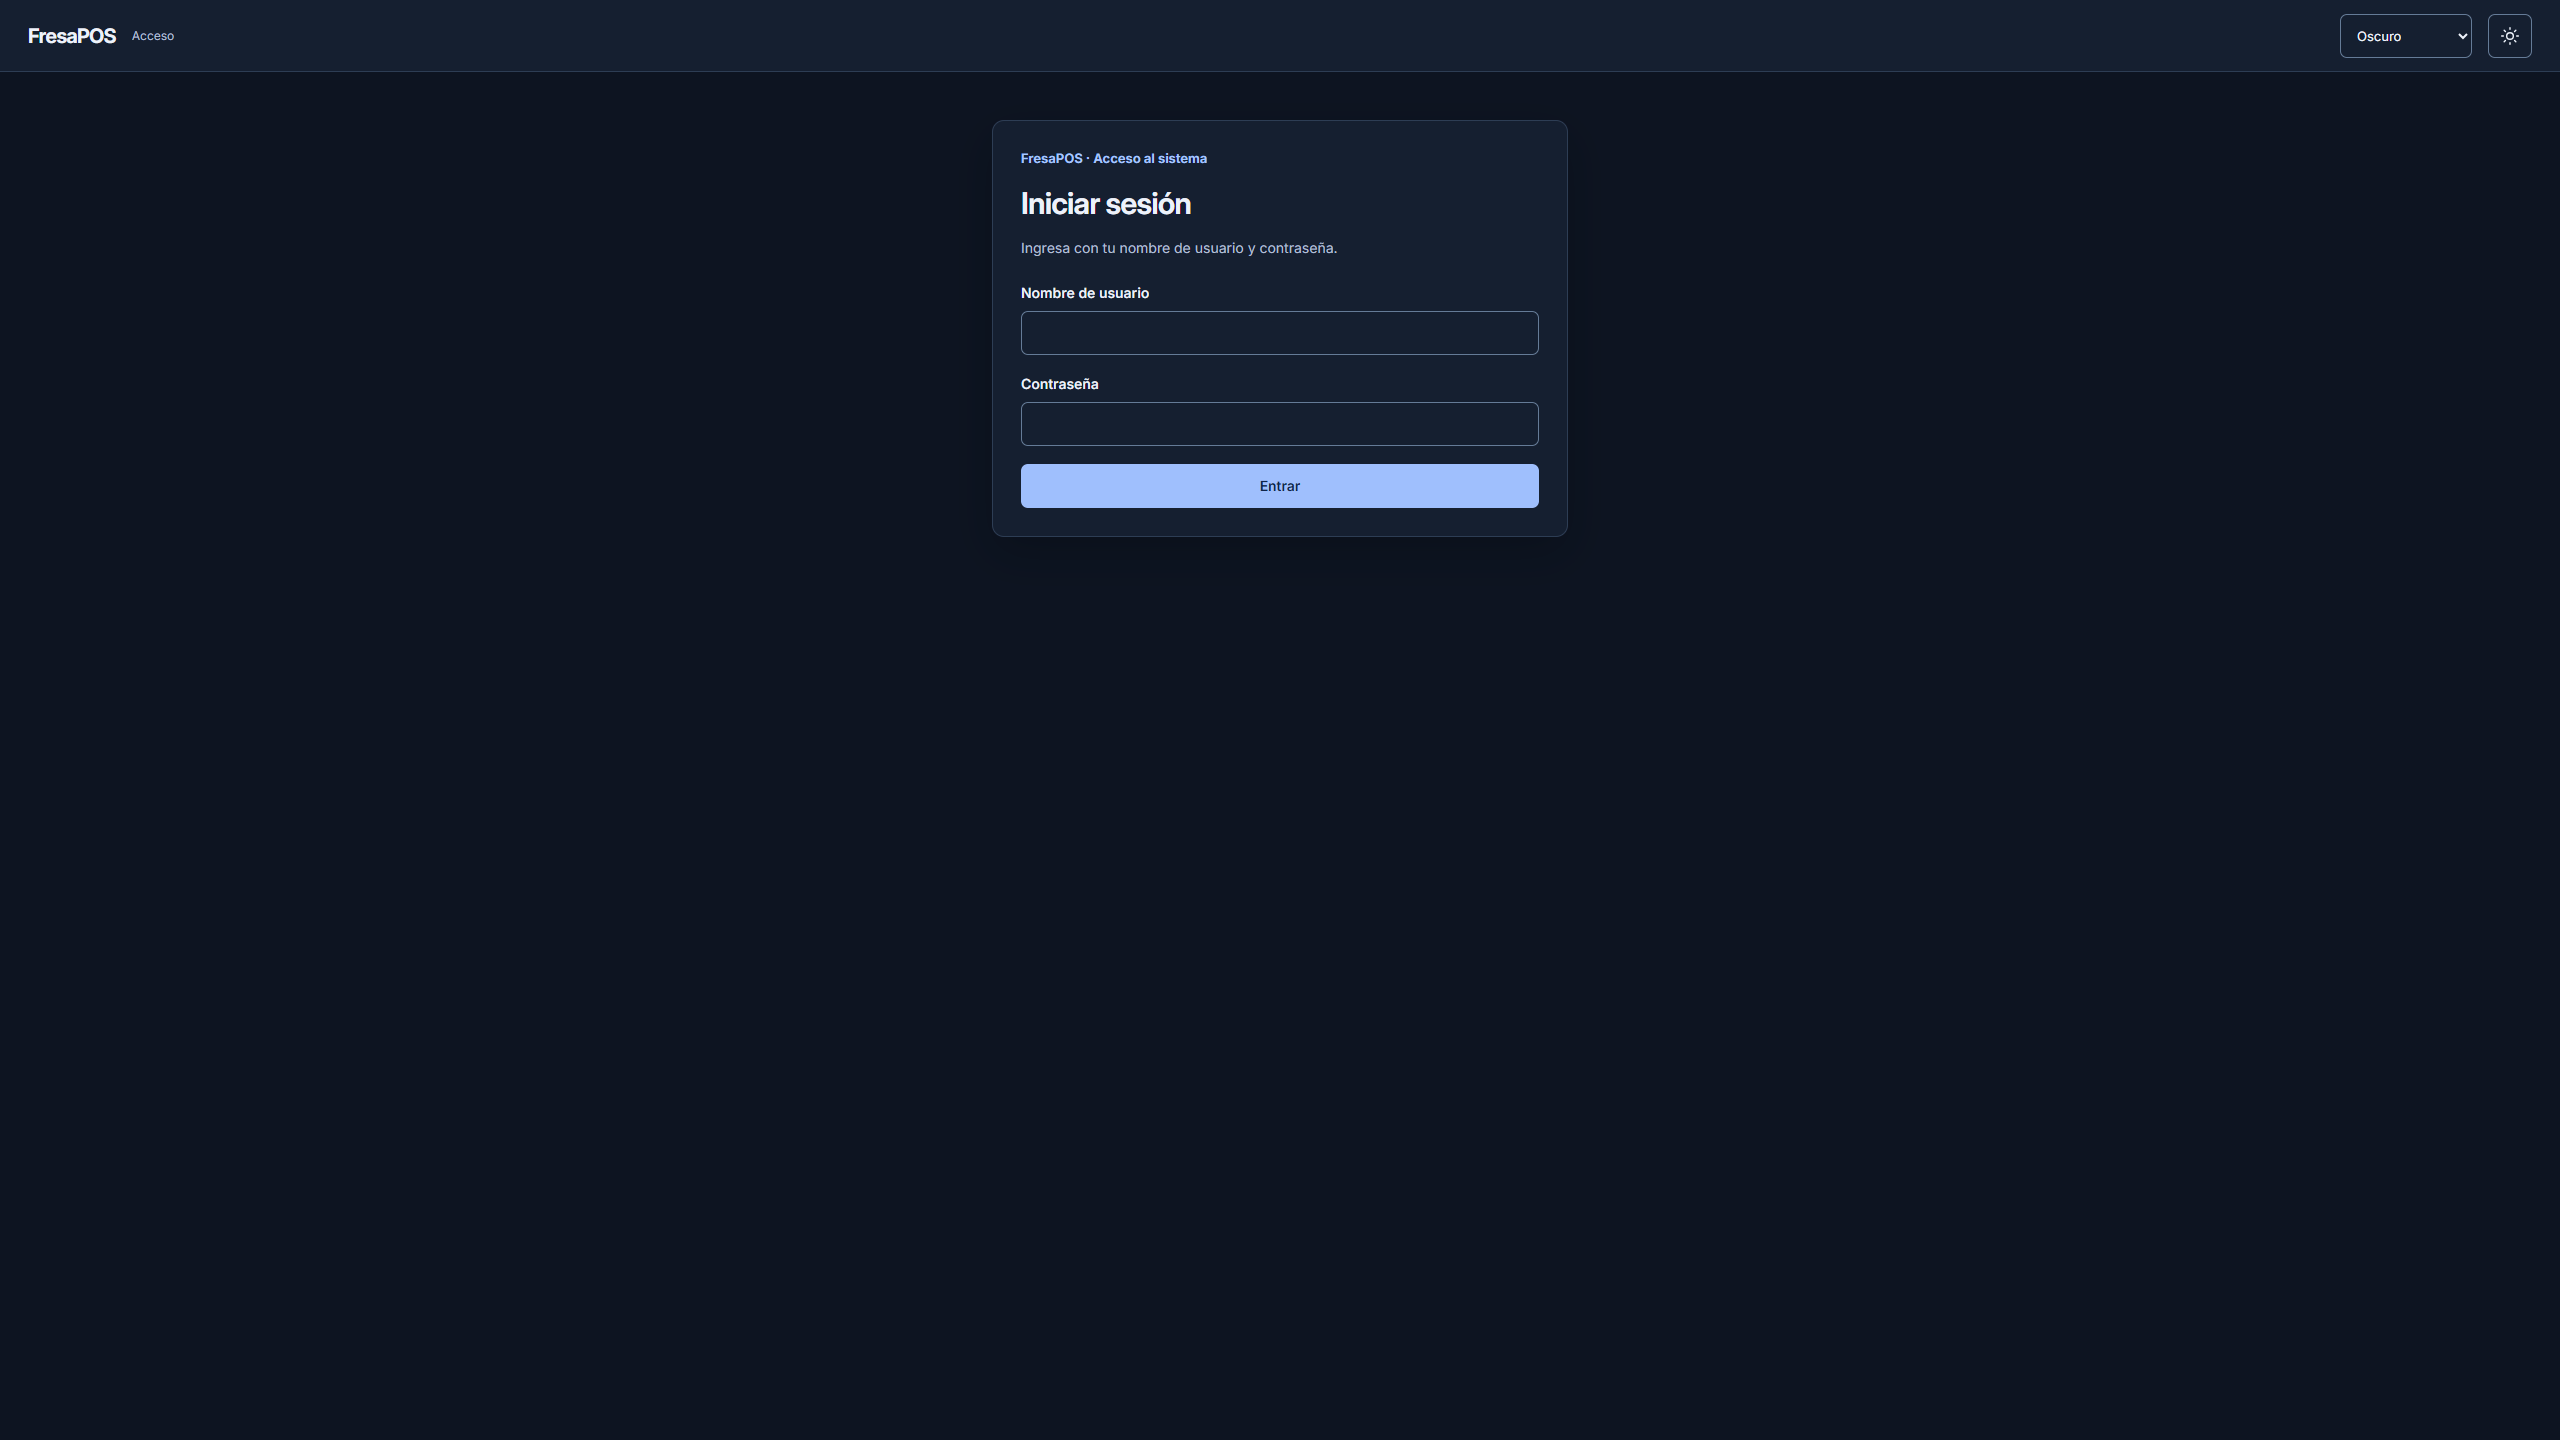 FresaPOS Acceso
Oscuro
FresaPOS · Acceso al sistema
Iniciar sesión
Ingresa con tu nombre de usuario y contraseña.
Nombre de usuario
Contraseña
Entrar